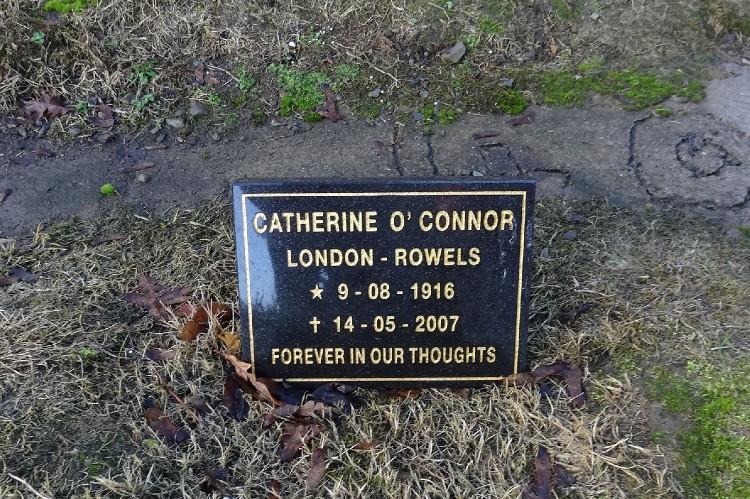 CATHERINE O' CONNOR
LONDON - ROWELS
★ 9 - 08 - 1916
✝ 14 - 05 - 2007
FOREVER IN OUR THOUGHTS